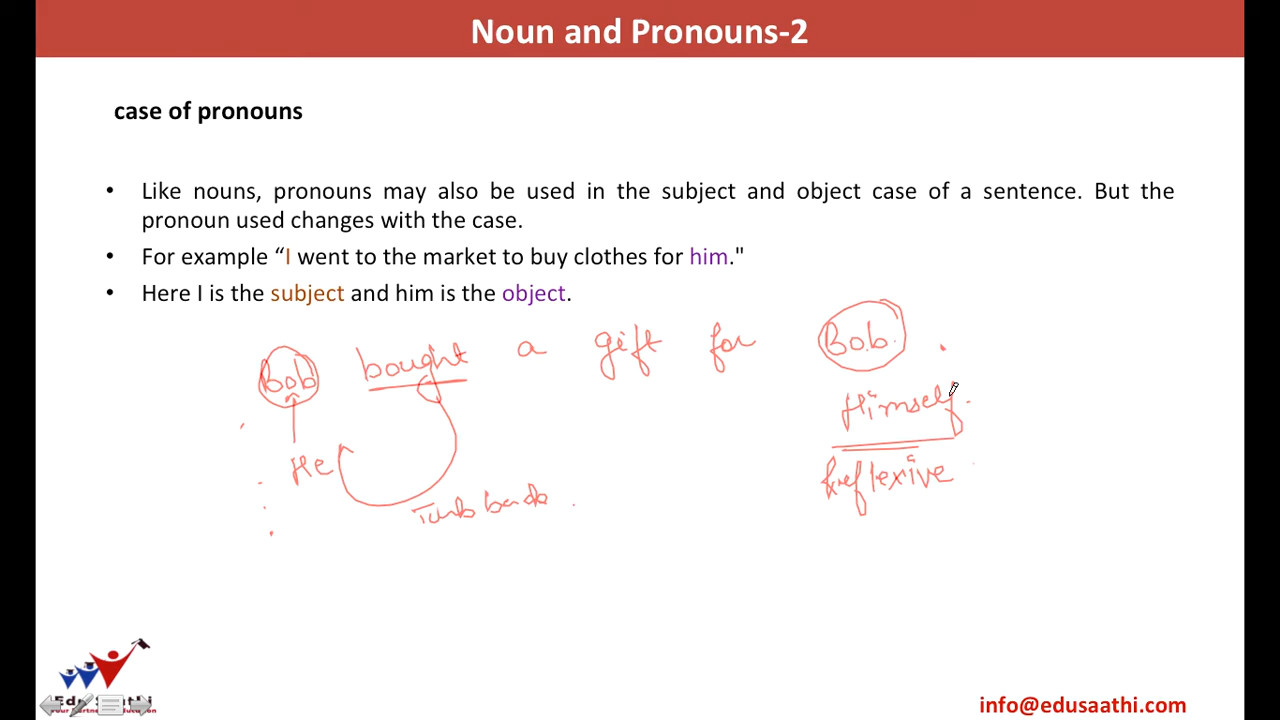 Noun and Pronouns-2
case of pronouns
• Like nouns, pronouns may also be used in the subject and object case of a sentence. But the
pronoun used changes with the case.
• For example “I went to the market to buy clothes for him."
• Here I is the subject and him is the object.
Bob bought a gift for Bob.
Himself.
He
Reflexive
info@edusaathi.com